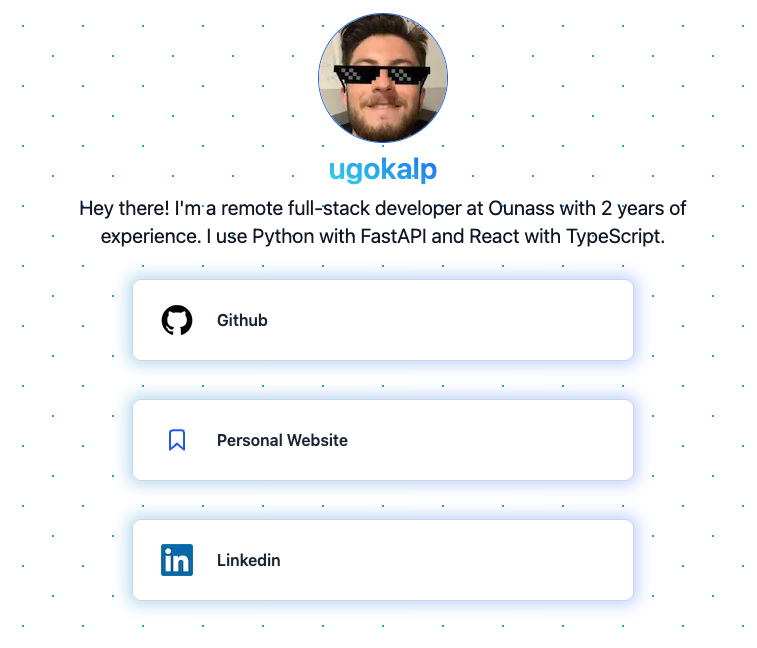 ugokalp
Hey there! I'm a remote full-stack developer at Ounass with 2 years of
experience. I use Python with FastAPI and React with TypeScript.
Github
Personal Website
in
Linkedin